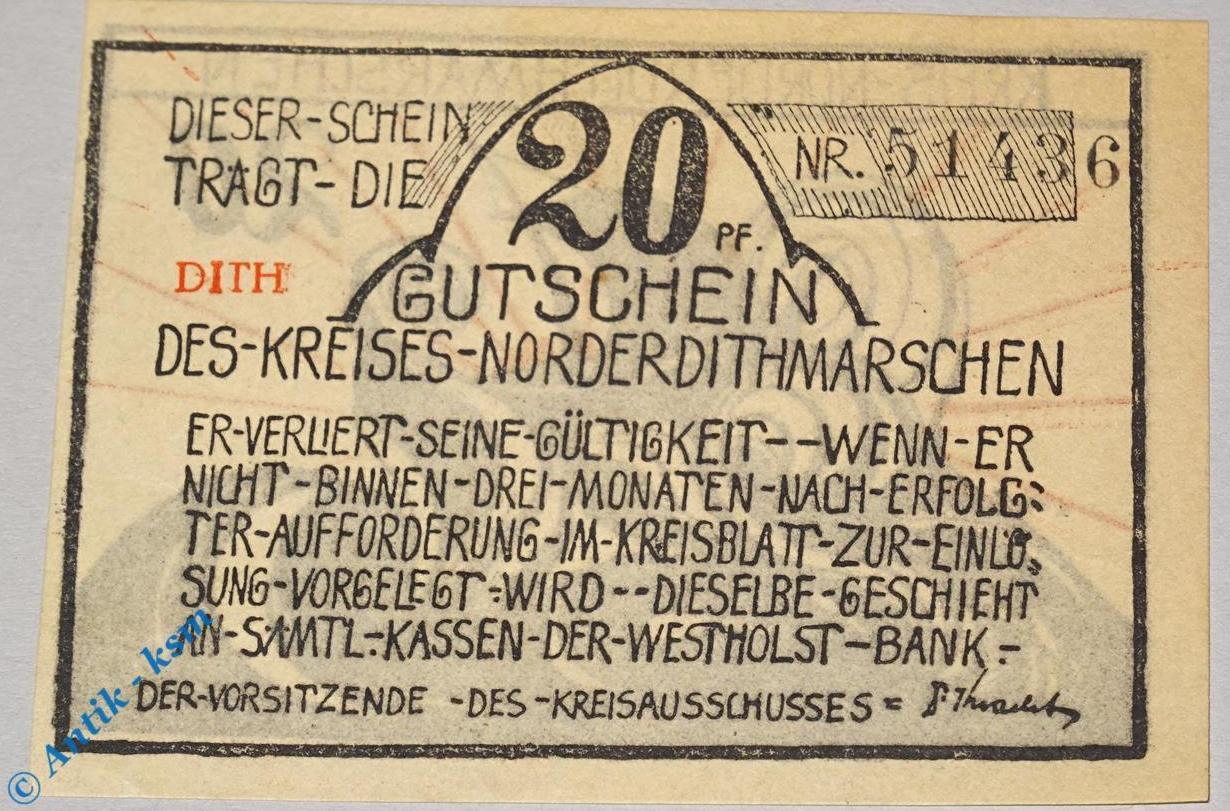 DIESER-SCHEIN
TRAGT-DIE
20 PF.
NR. 51436
DITH
GUTSCHEIN
DES-KREISES-NORDERDITHMARSCHEN
ER-VERLIERT-SEINE-GÜLTIGKEIT--WENN-ER
NICHT-BINNEN-DREI-MONATEN-NACH-ERFOLG:
TER-AUFFORDERUNG-IM-KREISBLATT-ZUR-EINLÖ:
SUNG-VORGELEGT-WIRD--DIESELBE-GESCHIEHT
AN-SÄMTL.-KASSEN-DER-WESTHOLST-BANK.-
DER-VORSITZENDE-DES-KREISAUSSCHUSSES=
© Antik - ksm